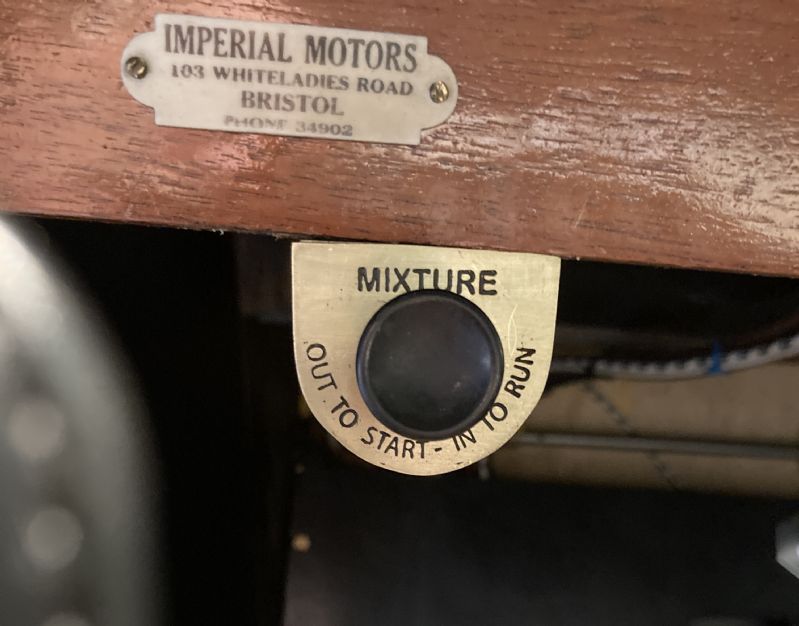 IMPERIAL MOTORS
103 WHITELADIES ROAD
BRISTOL
PHONE 34902
MIXTURE
OUT TO START - IN TO RUN